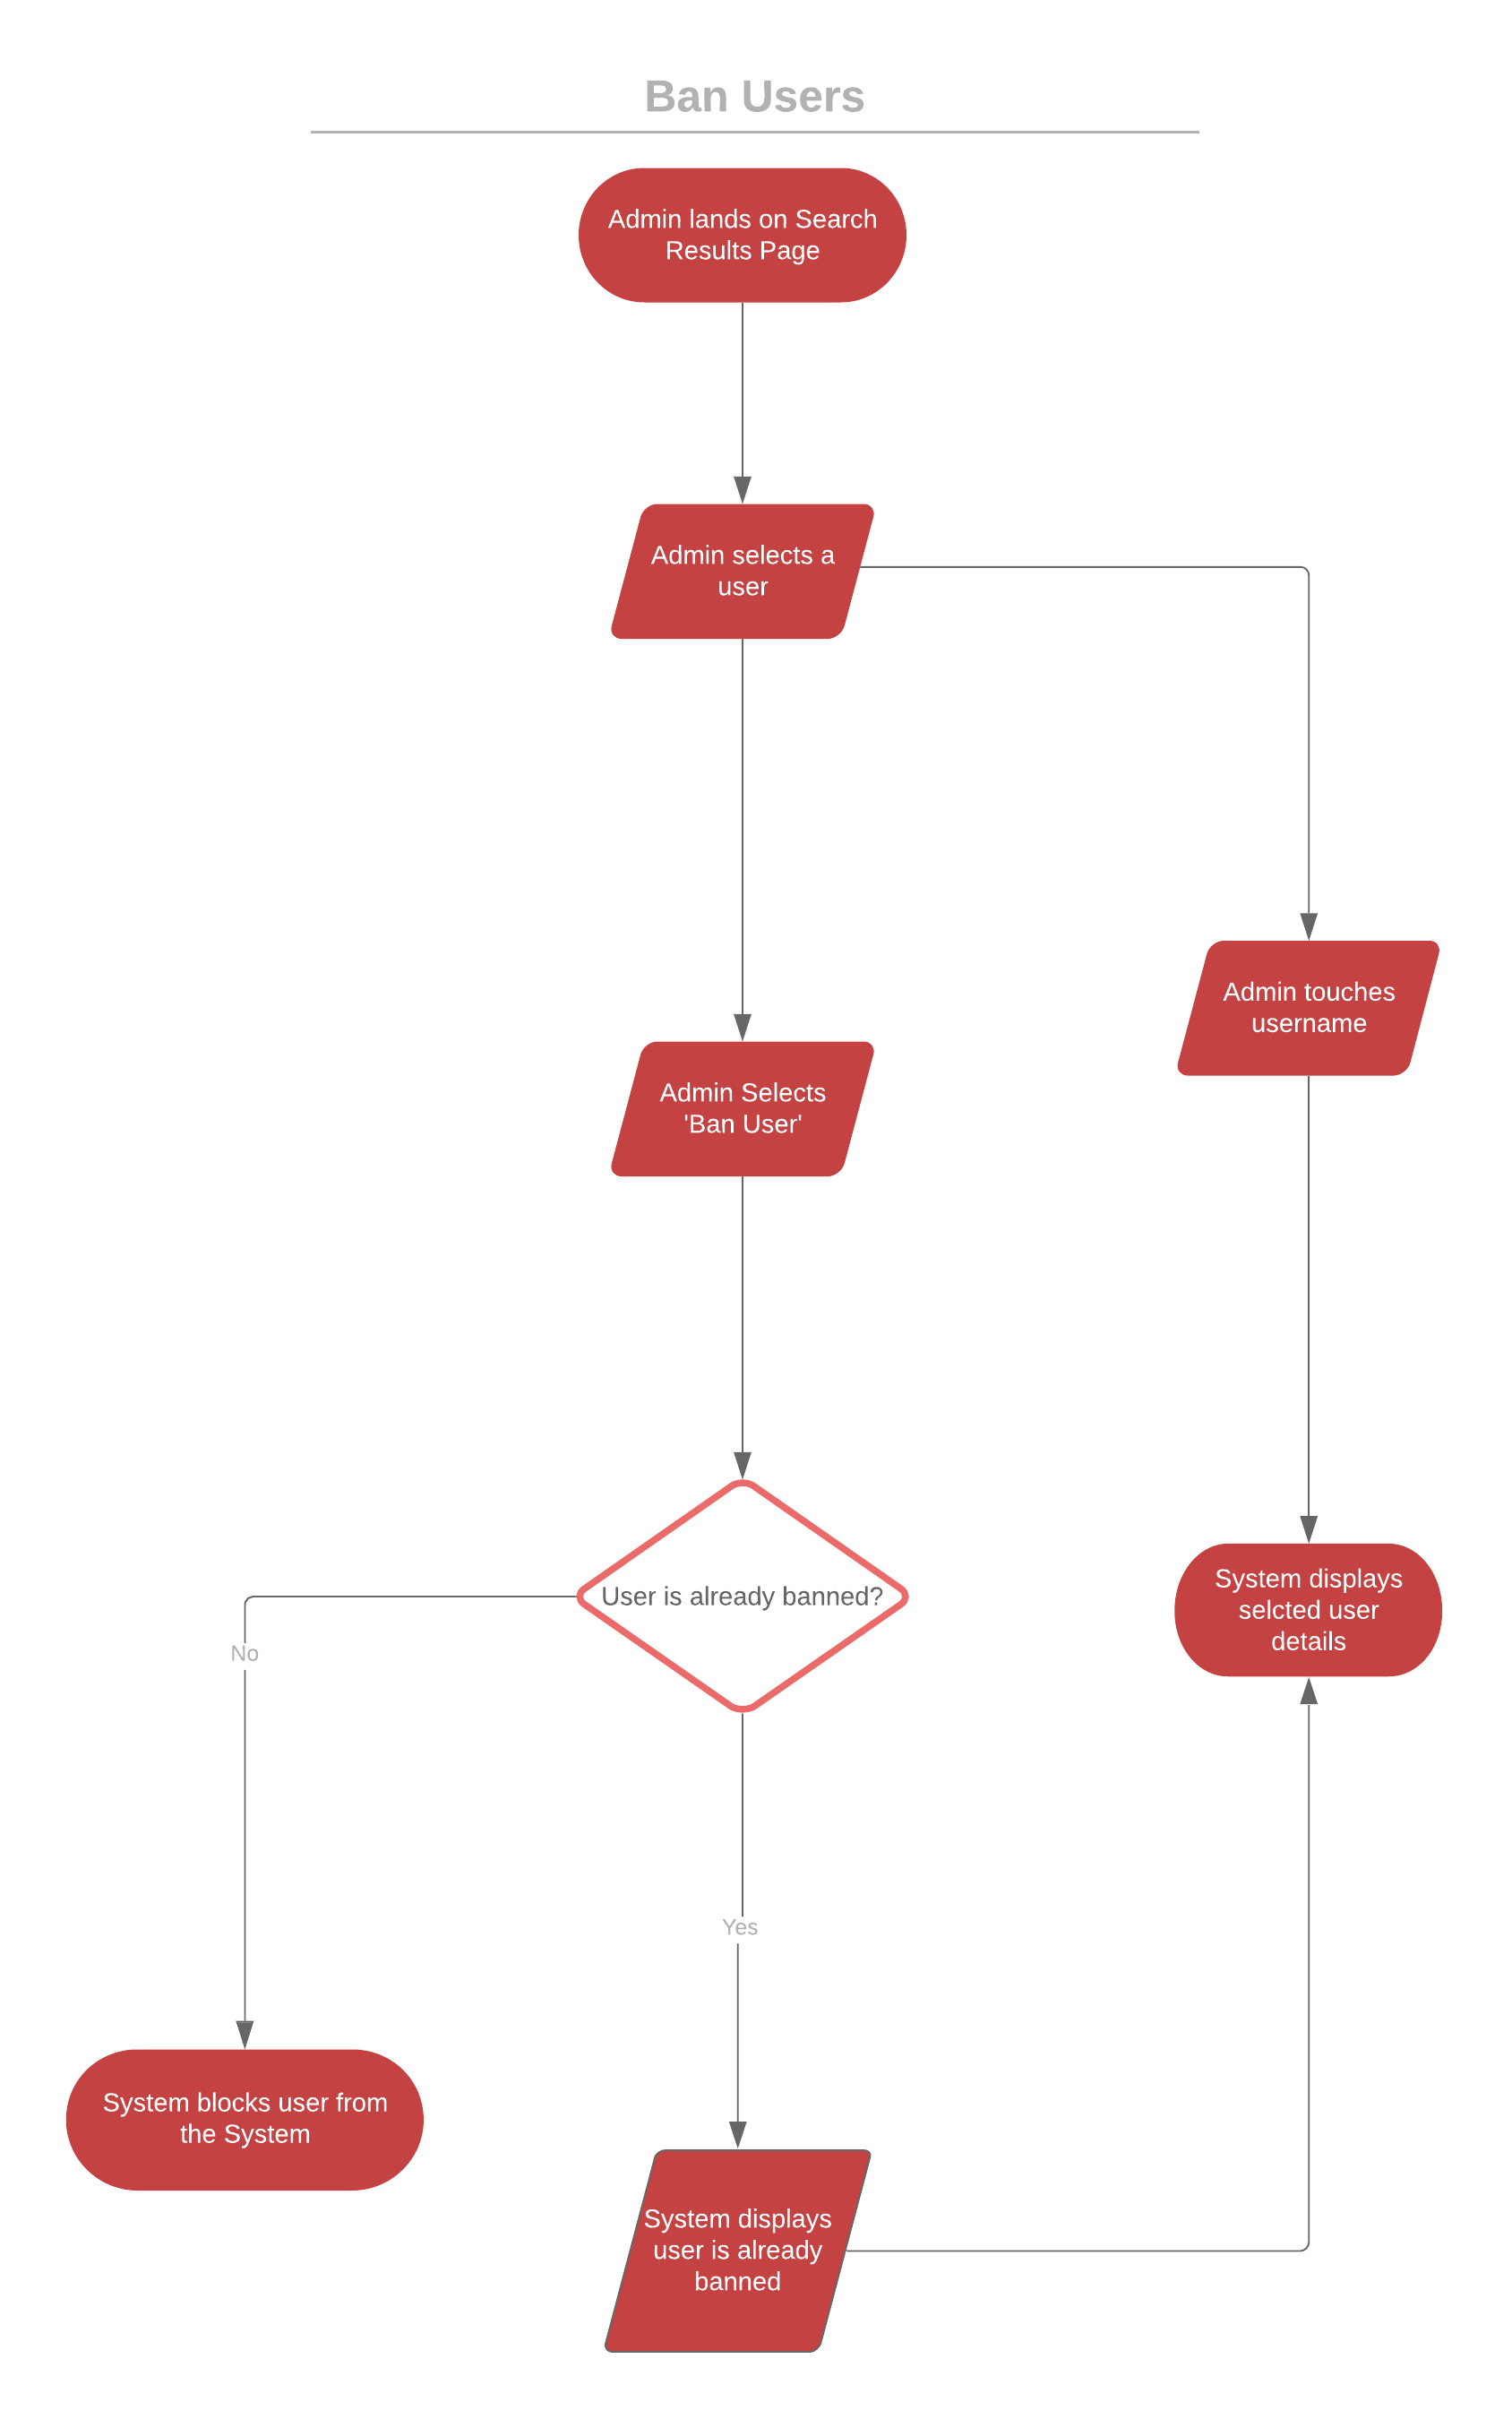 Ban Users
Admin lands on Search
Results Page
Admin selects a
user
Admin touches
username
Admin Selects
'Ban User'
User is already banned?
System displays
selcted user
details
No
Yes
System blocks user from
the System
System displays
user is already
banned